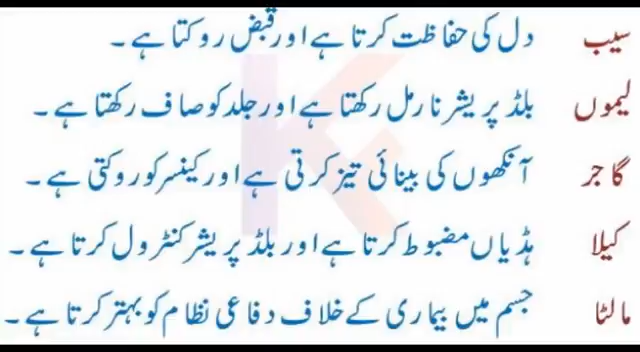 سیب دل کی حفاظت کرتا ہے اور قبض روکتا ہے۔
لیموں بلڈ پریشر نارمل رکھتا ہے اور جلد کو صاف رکھتا ہے۔
گاجر آنکھوں کی بینائی تیز کرتی ہے اور کینسر کو روکتی ہے۔
کیلا ہڈیاں مضبوط کرتا ہے اور بلڈ پریشر کنٹرول کرتا ہے۔
مالٹا جسم میں بیماری کے خلاف دفاعی نظام کو بہتر کرتا ہے۔